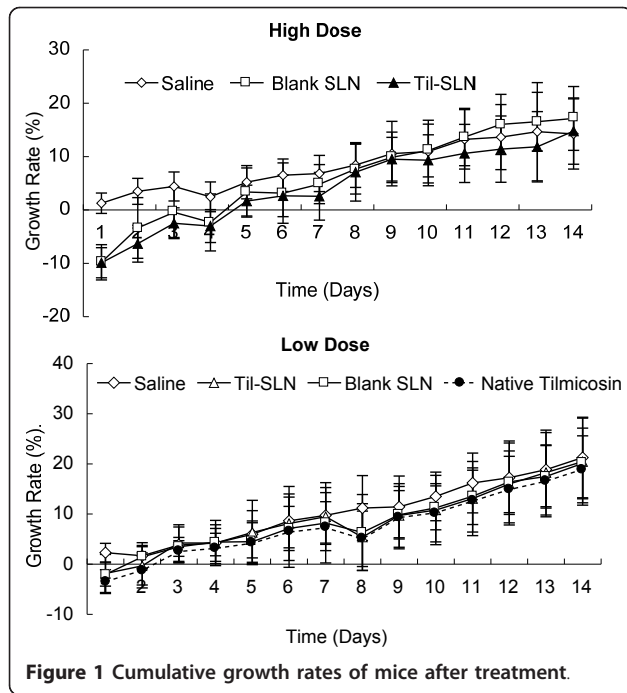 High Dose
30
Saline Blank SLN Til-SLN
20
10
0
-10
-20
Growth Rate (%)
1 2 3 4 5 6 7 8 9 10 11 12 13 14
Time (Days)
Low Dose
40
Saline Til-SLN Blank SLN Native Tilmicosin
30
20
10
0
-10
Growth Rate (%).
1 2 3 4 5 6 7 8 9 10 11 12 13 14
Time (Days)
Figure 1 Cumulative growth rates of mice after treatment.